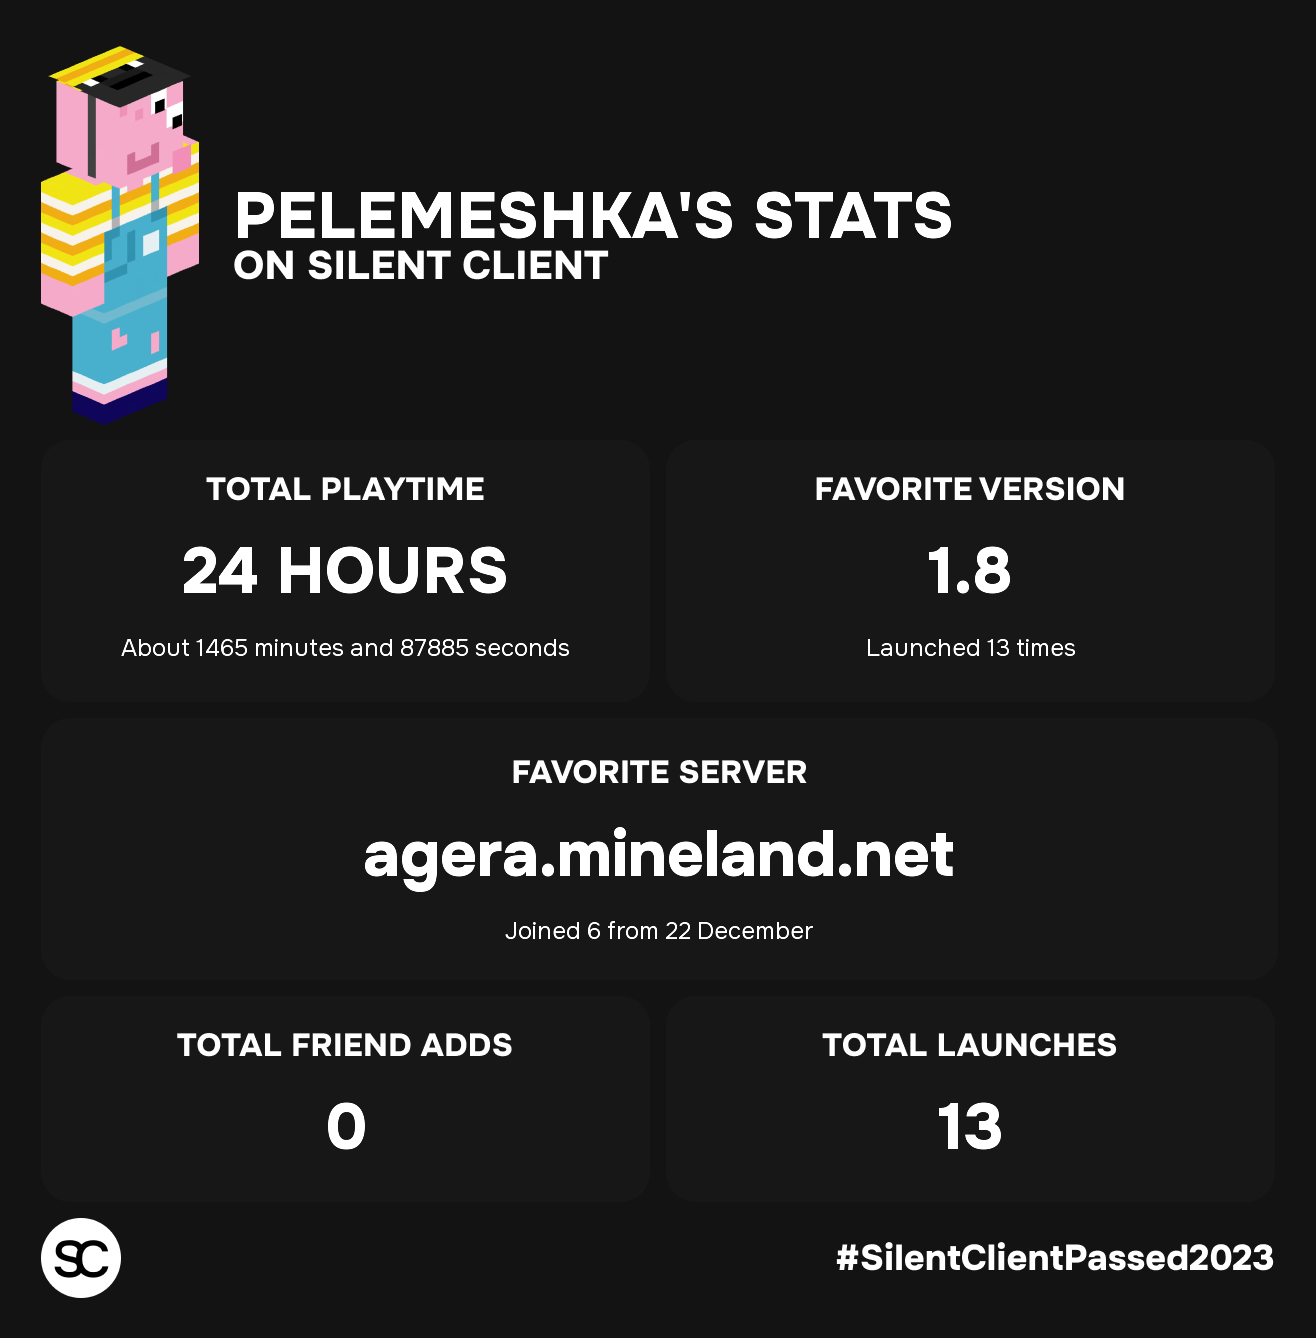 PELEMESHKA'S STATS
ON SILENT CLIENT
TOTAL PLAYTIME
24 HOURS
About 1465 minutes and 87885 seconds
FAVORITE VERSION
1.8
Launched 13 times
FAVORITE SERVER
agera.mineland.net
Joined 6 from 22 December
TOTAL FRIEND ADDS
0
TOTAL LAUNCHES
13
SC
#SilentClientPassed2023